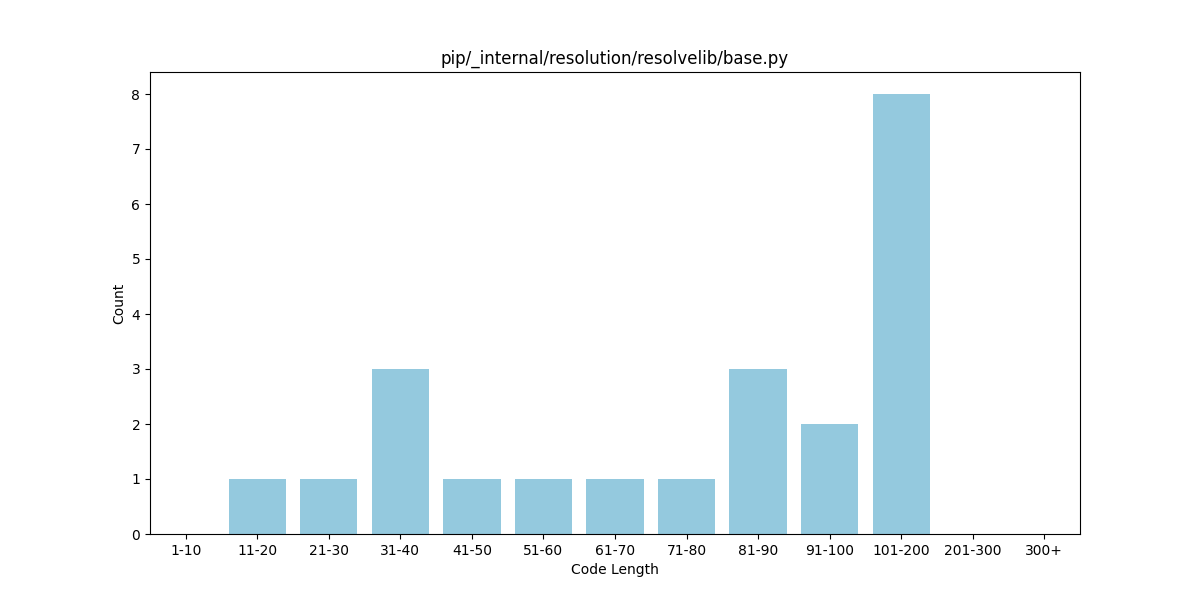 pip/_internal/resolution/resolvelib/base.py
8
7
6
5
4
3
2
1
0
Count
1-10 11-20 21-30 31-40 41-50 51-60 61-70 71-80 81-90 91-100 101-200 201-300 300+
Code Length